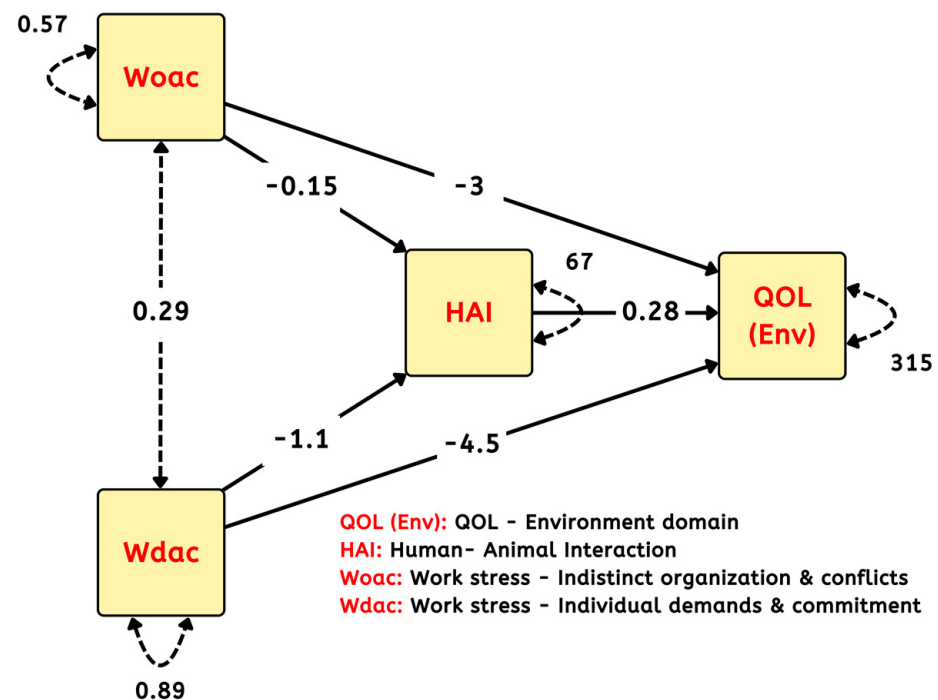 0.57
Woac
-0.15
-3
67
0.29
HAI
0.28
QOL
(Env)
315
-1.1
-4.5
Wdac
QOL (Env): QOL - Environment domain
HAI: Human- Animal Interaction
Woac: Work stress - Indistinct organization & conflicts
Wdac: Work stress - Individual demands & commitment
0.89